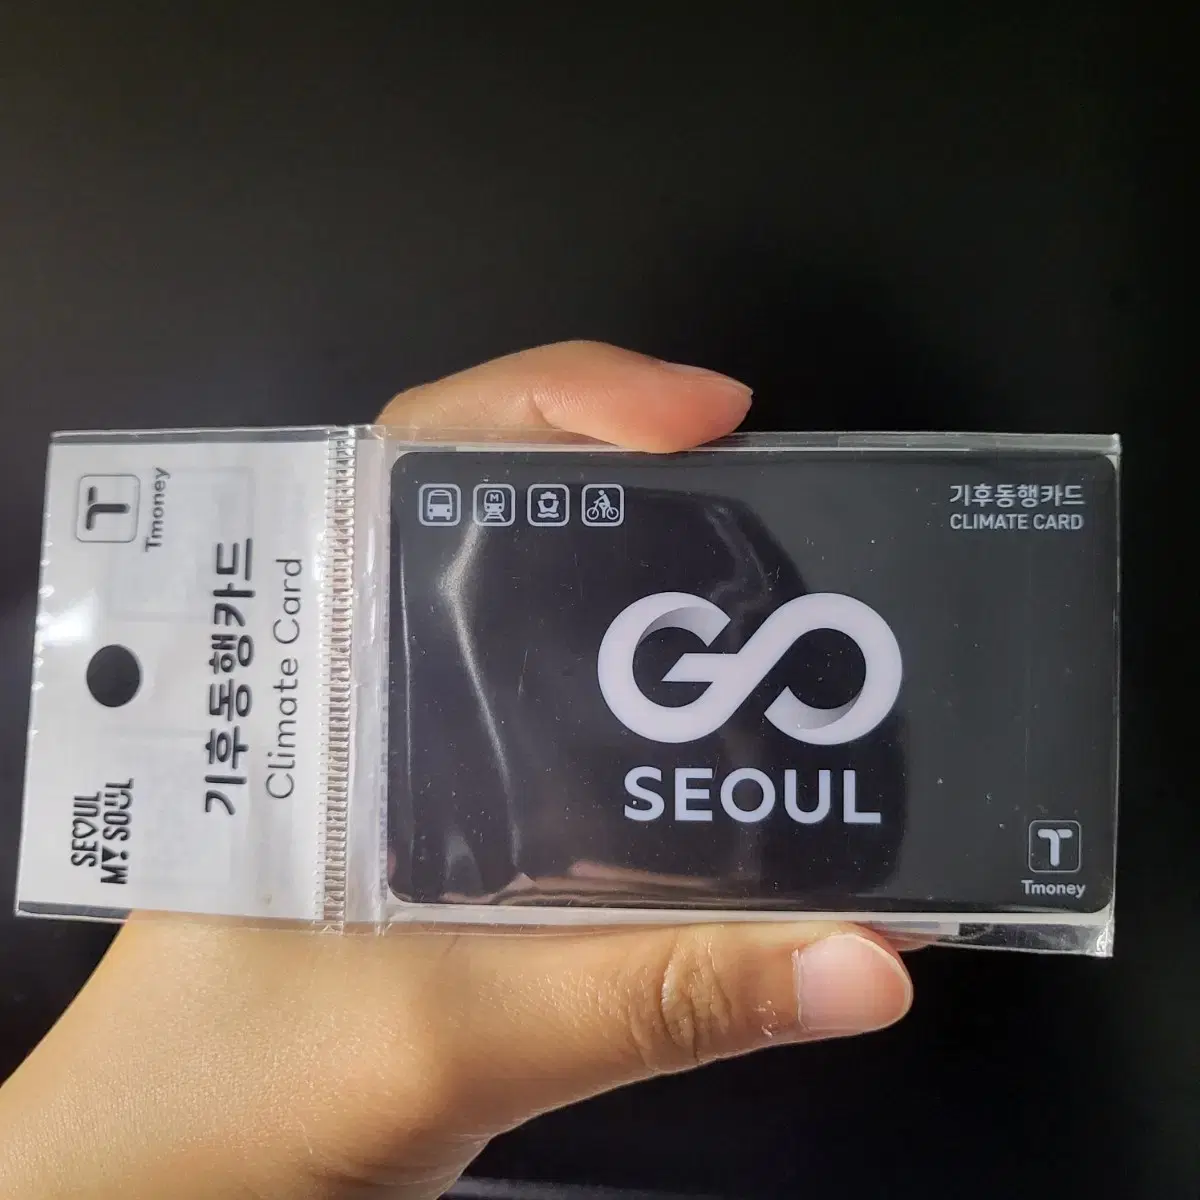 Tmoney
기후동행카드
Climate Card
SEOUL
MY SOUL
M
기후동행카드
CLIMATE CARD
GO
SEOUL
T
Tmoney